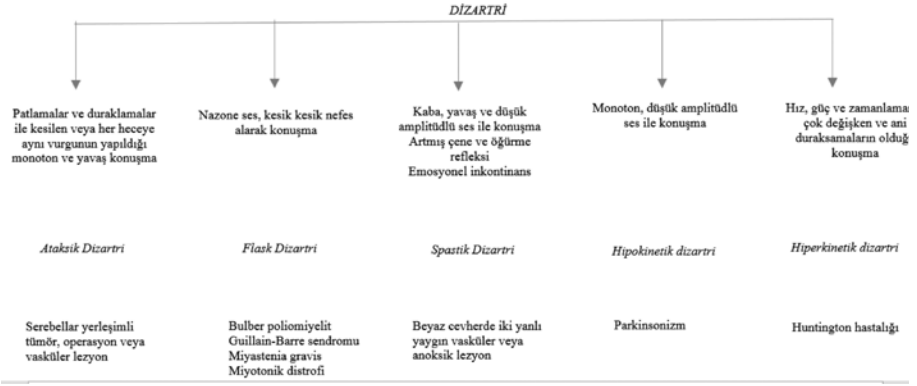 DİZARTRİ
Patlamalar ve duraklamalar
ile kesilen veya her heceye
aynı vurgunun yapıldığı
monoton ve yavaş konuşma
Nazone ses, kesik kesik nefes
alarak konuşma
Kaba, yavaş ve düşük
amplitüdlü ses ile konuşma
Artmış çene ve öğürme
refleksi
Emosyonel inkontinans
Monoton, düşük amplitüdlü
ses ile konuşma
Hız, güç ve zamanlaması
çok değişken ve ani
duraksamaların olduğ
konuşma
Ataksik Dizartri
Flask Dizartri
Spastik Dizartri
Hipokinetik dizartri
Hiperkinetik dizartri
Serebellar yerleşimli
tümör, operasyon veya
vasküler lezyon
Bulber poliomiyelit
Guillain-Barre sendromu
Miyastenia gravis
Miyotonik distrofi
Beyaz cevherde iki yanlı
yaygın vasküler veya
anoksik lezyon
Parkinsonizm
Huntington hastalığı